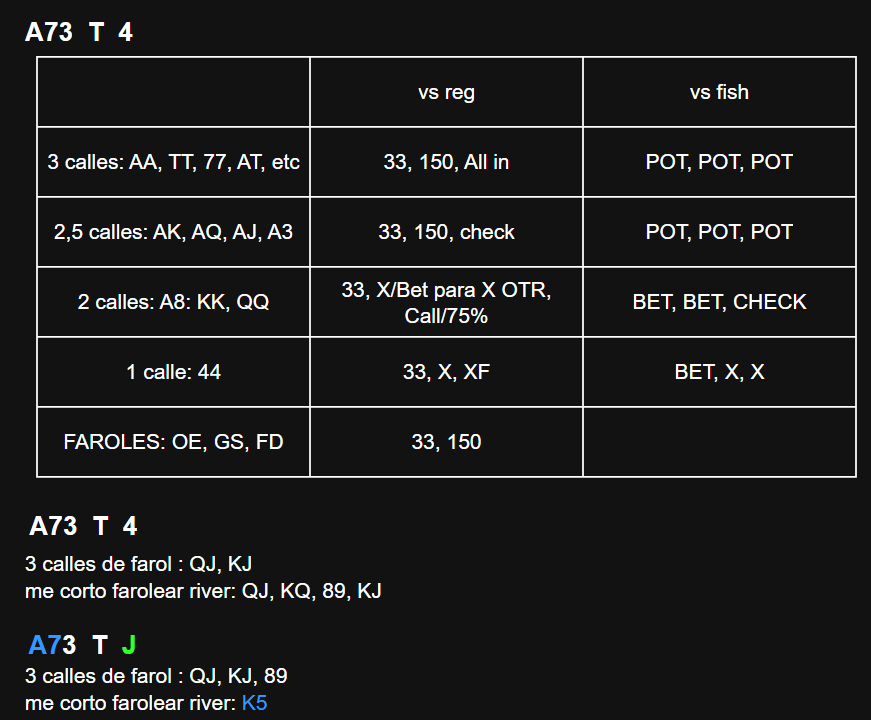 A73 T 4
vs reg
vs fish
3 calles: AA, TT, 77, AT, etc
33, 150, All in
POT, POT, POT
2,5 calles: AK, AQ, AJ, A3
33, 150, check
POT, POT, POT
2 calles: A8: KK, QQ
33, X/Bet para X OTR,
Call/75%
BET, BET, CHECK
1 calle: 44
33, X, XF
BET, X, X
FAROLES: OE, GS, FD
33, 150
A73 T 4
3 calles de farol : QJ, KJ
me corto farolear river: QJ, KQ, 89, KJ
A73 T J
3 calles de farol : QJ, KJ, 89
me corto farolear river: K5